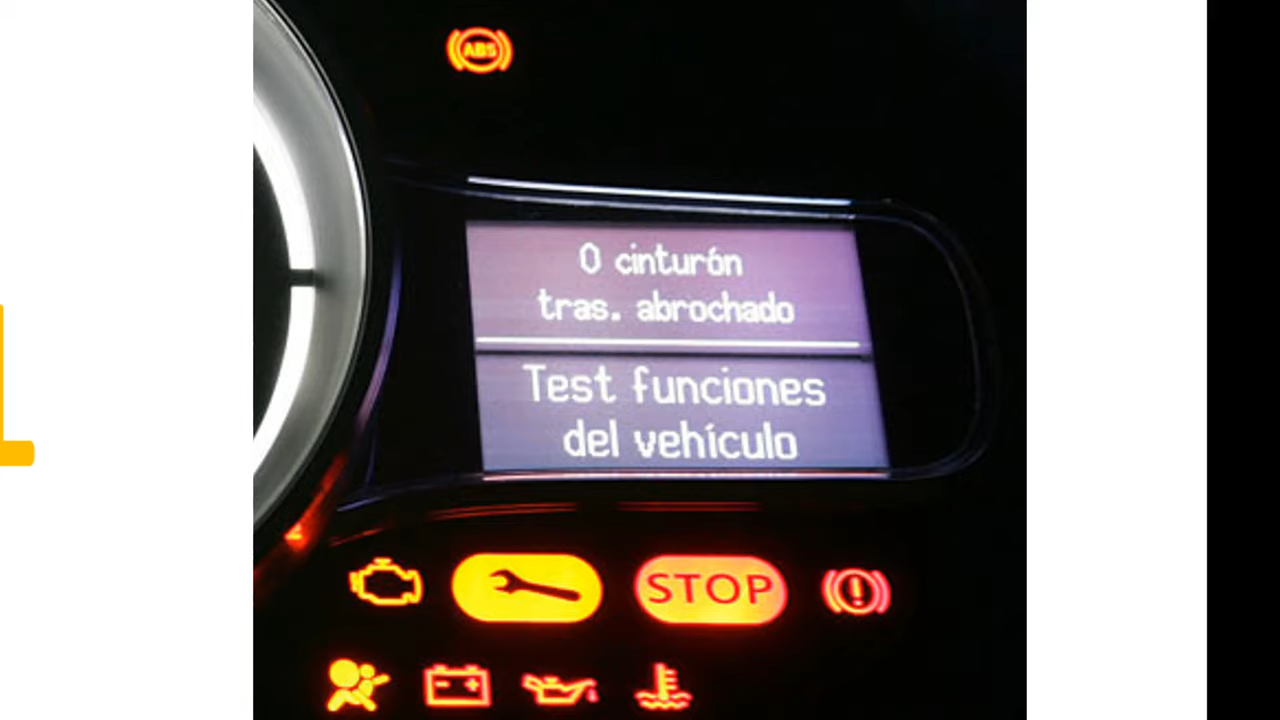 ABS
0 cinturón
tras. abrochado
Test funciones
del vehículo
STOP